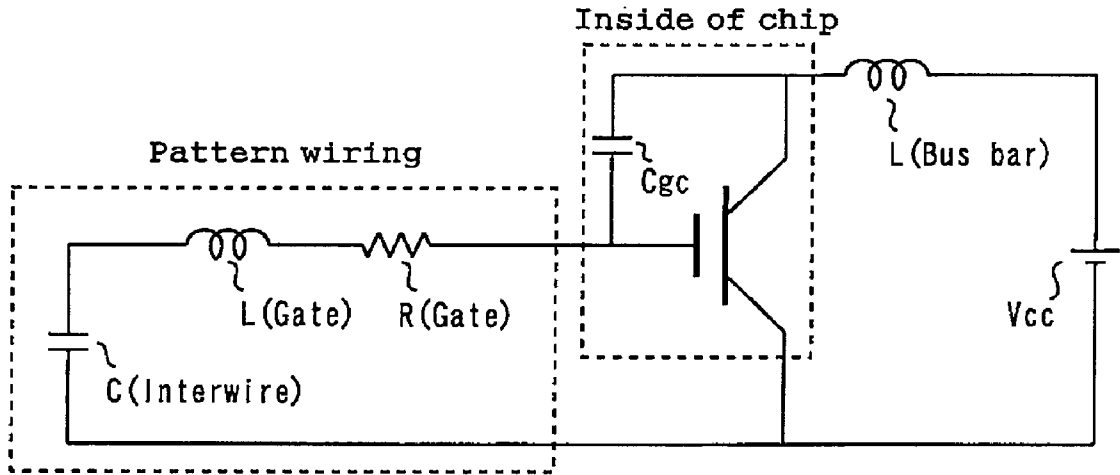 Inside of chip
Pattern wiring
Cgc
L(Bus bar)
L(Gate)
R(Gate)
Vcc
C(Interwire)